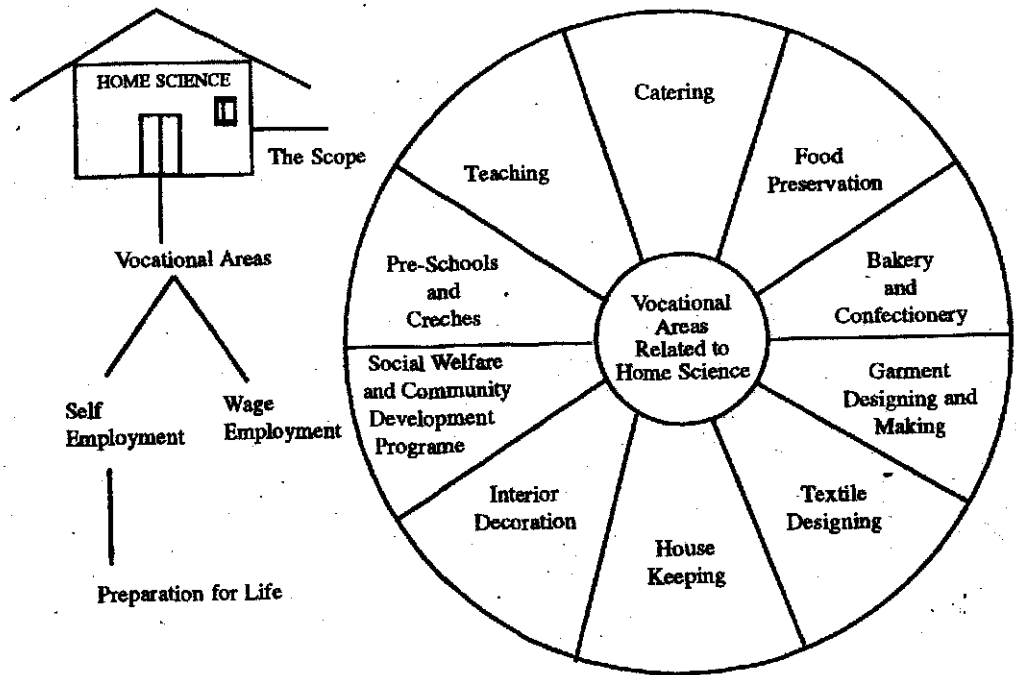 HOME SCIENCE
The Scope
Vocational Areas
Self
Employment
Wage
Employment
Preparation for Life
Catering
Food
Preservation
Bakery
and
Confectionery
Garment
Designing and
Making
Textile
Designing
House
Keeping
Interior
Decoration
Social Welfare
and Community
Development
Programe
Pre-Schools
and
Creches
Teaching
Vocational
Areas
Related to
Home Science